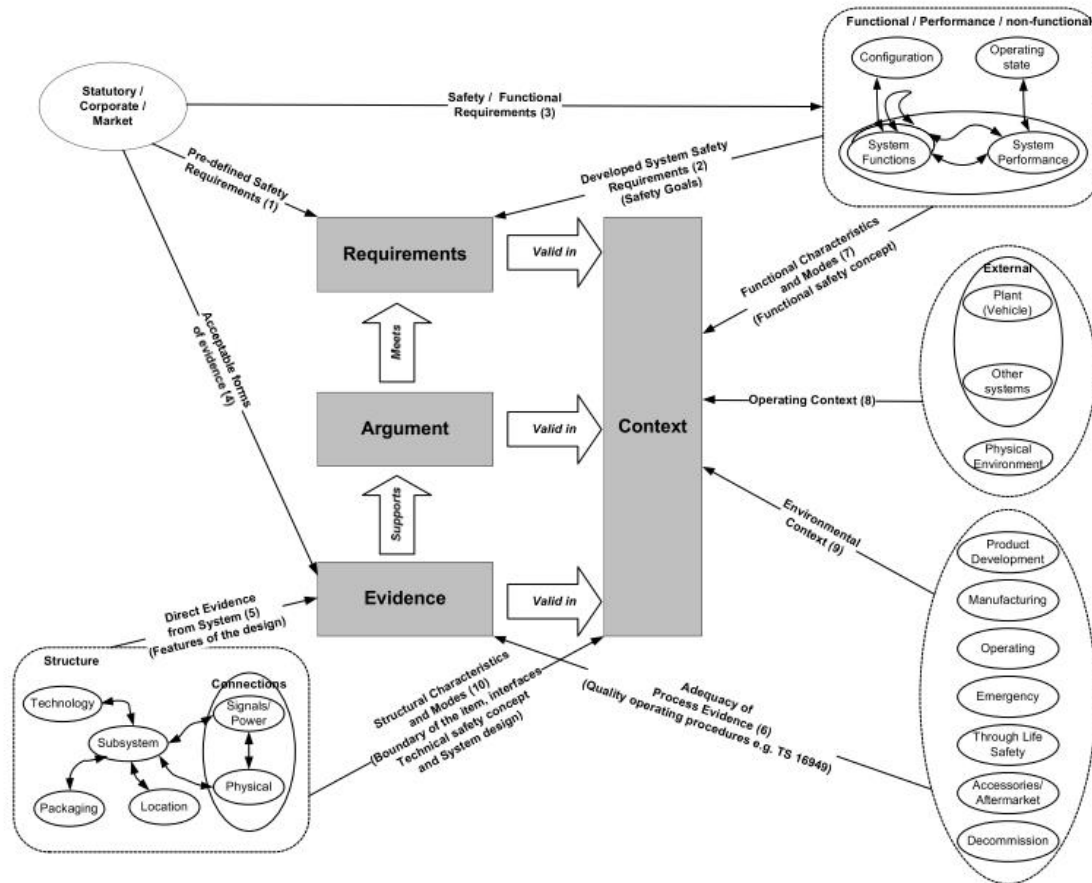 Functional / Performance / non-functional
Configuration
Operating
state
System
Functions
System
Performance
Statutory /
Corporate /
Market
Safety / Functional
Requirements (3)
Pre-defined Safety
Requirements (1)
Developed System Safety
Requirements (2)
(Safety Goals)
Requirements
Valid in
Functional Characteristics
and Modes (7)
(Functional safety concept)
External
Plant
(Vehicle)
Other
systems
Physical
Environment
Acceptable forms
of evidence (4)
Meets
Argument
Valid in
Context
Operating Context (8)
Supports
Environmental
Context (9)
Evidence
Valid in
Direct Evidence
from System (5)
(Features of the design)
Structure
Technology
Connections
Signals/
Power
Subsystem
Physical
Packaging
Location
Structural Characteristics
and Modes (10)
(Boundary of the item, interfaces
Technical safety concept
and System design)
Adequacy of
Process Evidence (6)
(Quality operating procedures e.g. TS 16949)
Product
Development
Manufacturing
Operating
Emergency
Through Life
Safety
Accessories/
Aftermarket
Decommission